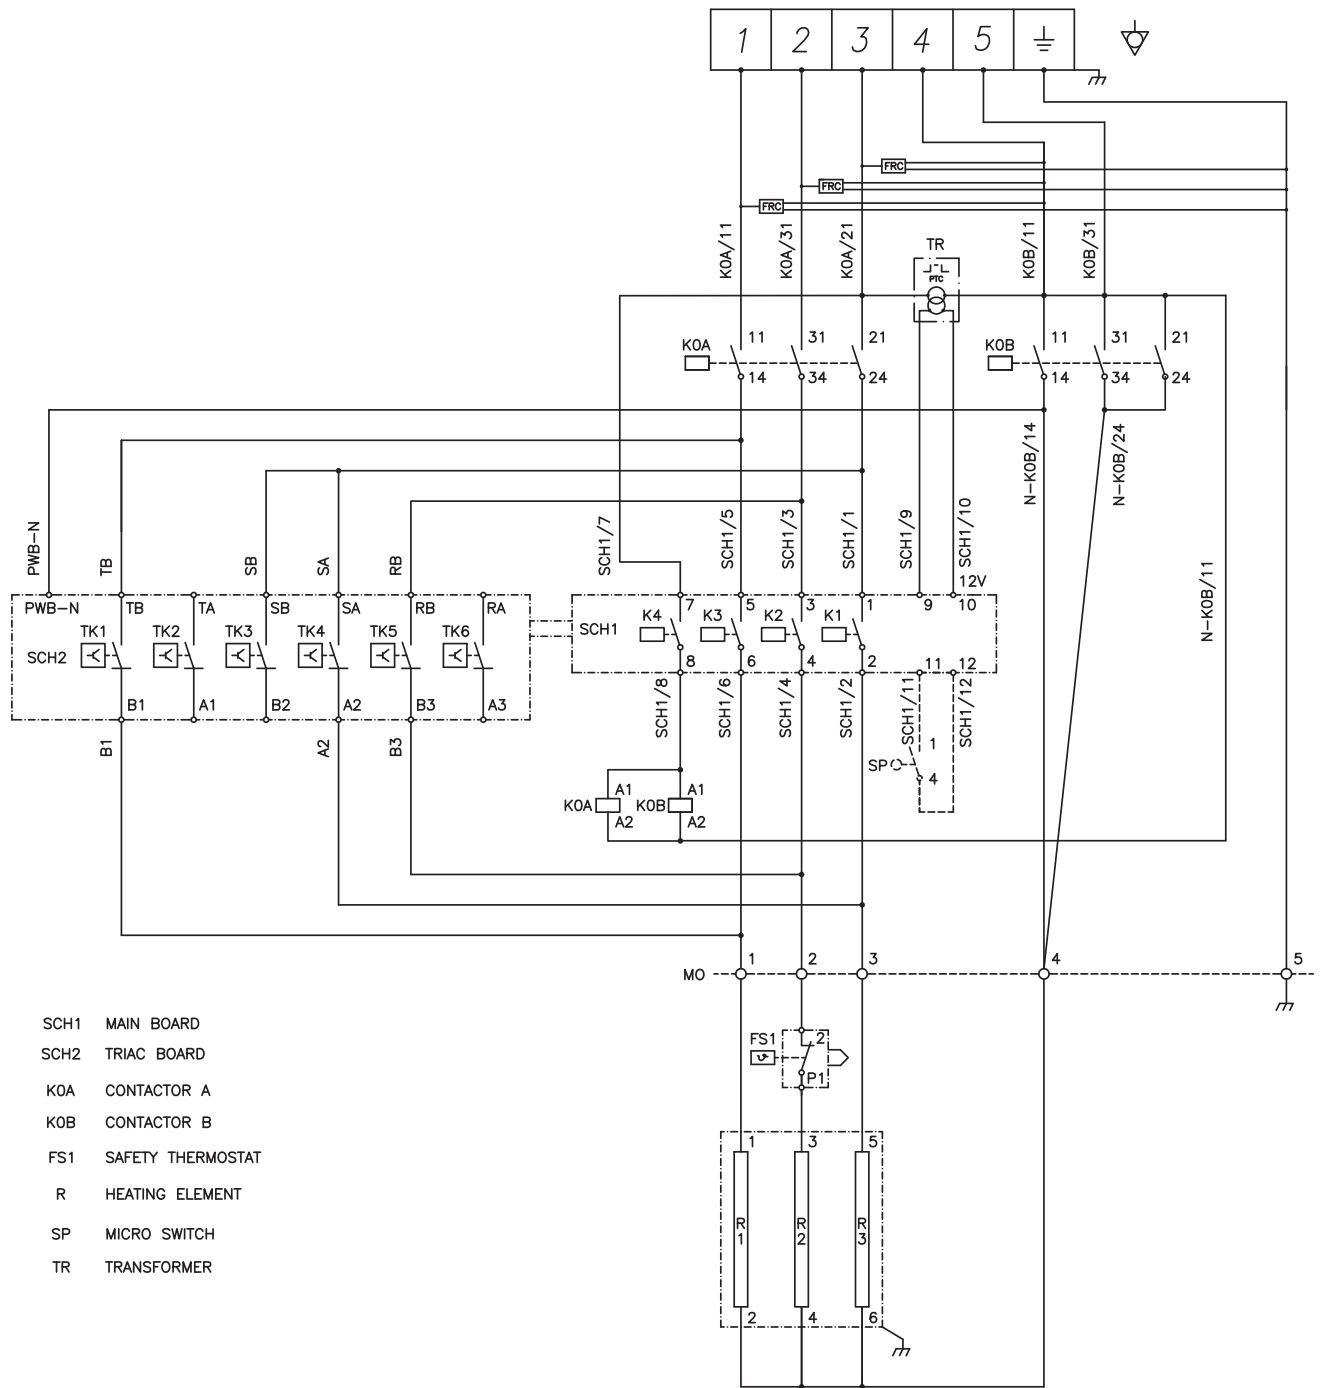 1 2 3 4 5
FRC
FRC
FRC
K0A/11 K0A/31 K0A/21 TR K0B/11 K0B/31
PTC
K0A 11 31 21 K0B 11 31 21
14 34 24 14 34 24
PWB-N TB SB SA RB SCH1/7 SCH1/5 SCH1/3 SCH1/1 SCH1/9 SCH1/10 N-K0B/14 N-K0B/24 N-K0B/11
12V
PWB-N TB TA SB SA RB RA 7 5 3 1 9 10
TK1 TK2 TK3 TK4 TK5 TK6 SCH1 K4 K3 K2 K1
SCH2
8 6 4 2 11 12
B1 A1 B2 A2 B3 A3 SCH1/8 SCH1/6 SCH1/4 SCH1/2 SCH1/11 SCH1/12
B1 A2 B3 1
SP 4
A1 A1
K0A K0B
A2 A2
MO 1 2 3 4 5
SCH1 MAIN BOARD
SCH2 TRIAC BOARD
K0A CONTACTOR A
K0B CONTACTOR B
FS1 SAFETY THERMOSTAT
R HEATING ELEMENT
SP MICRO SWITCH
TR TRANSFORMER
FS1 2
P1
1 3 5
R1 R2 R3
2 4 6